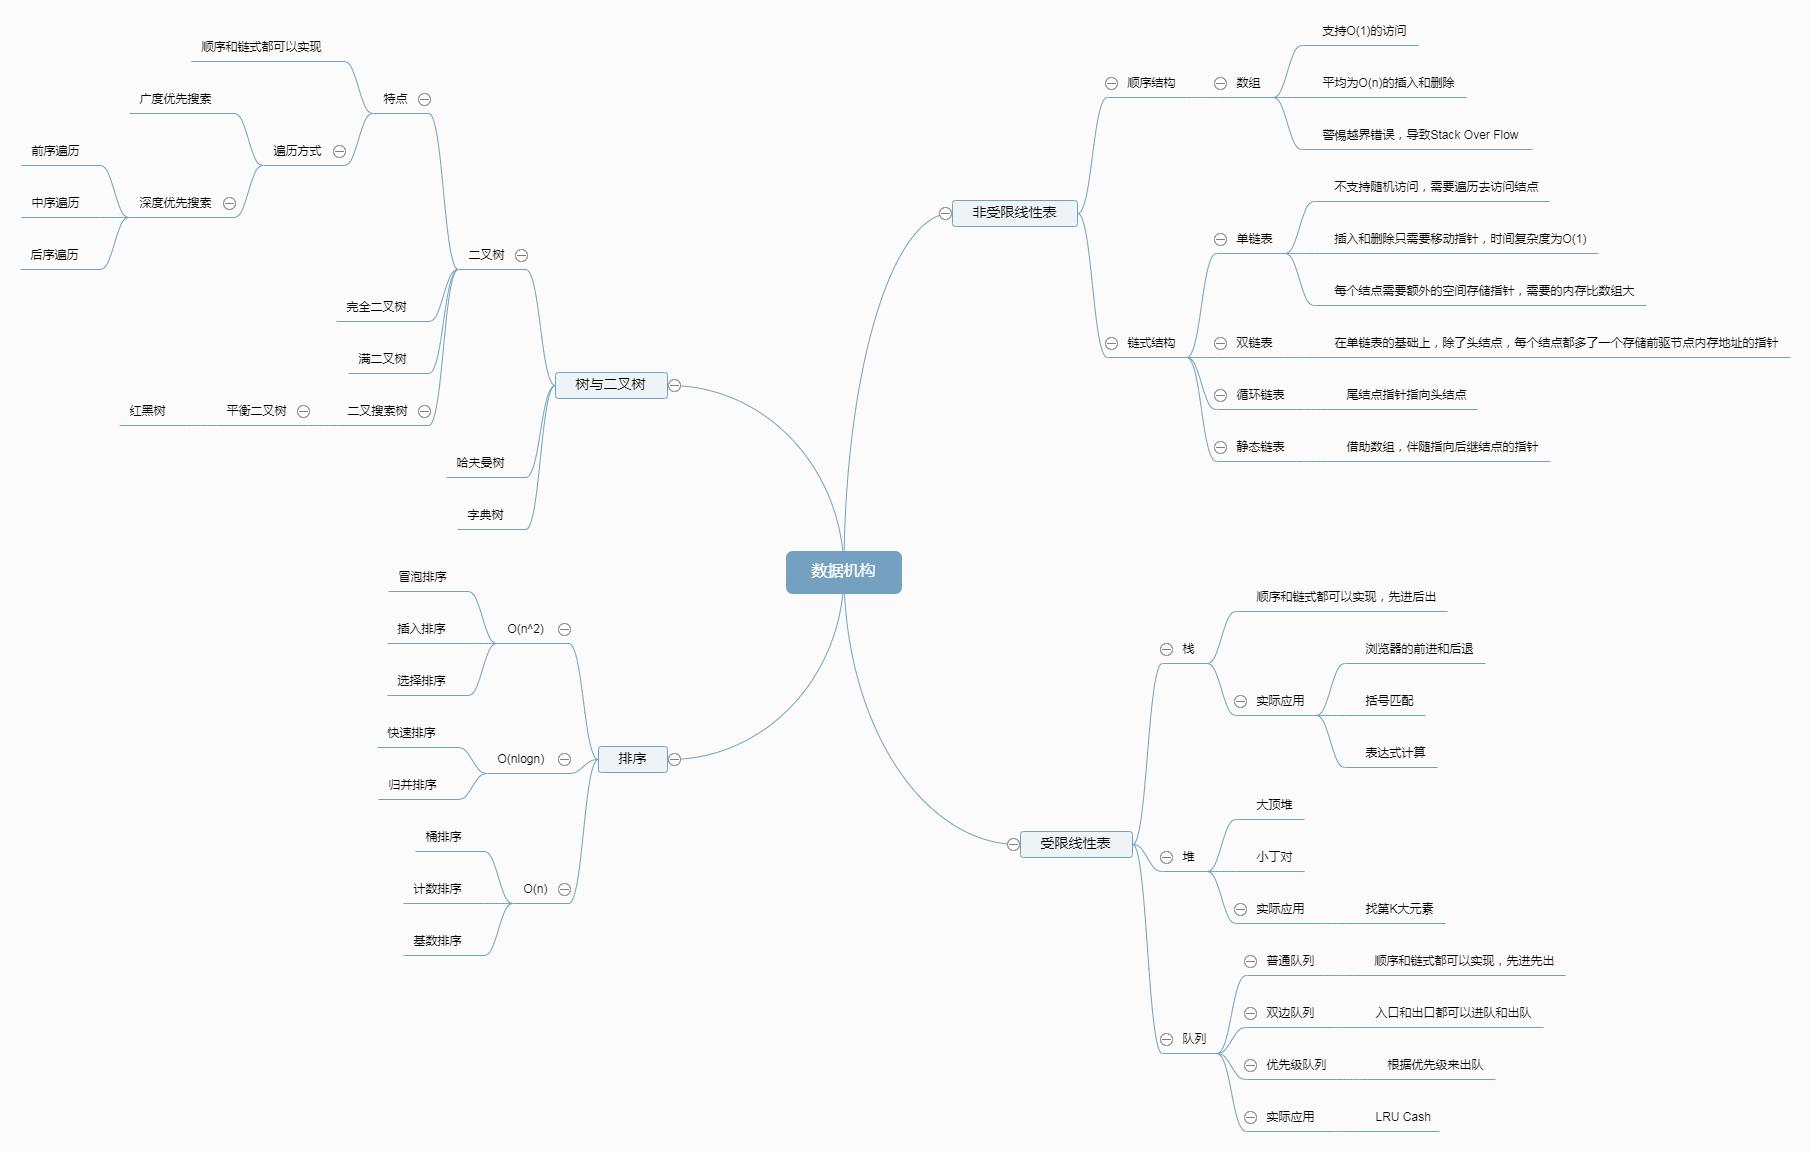 数据机构
非受限线性表
顺序结构
数组
支持O(1)的访问
平均为O(n)的插入和删除
警惕越界错误，导致Stack Over Flow
链式结构
单链表
不支持随机访问，需要遍历去访问结点
插入和删除只需要移动指针，时间复杂度为O(1)
每个结点需要额外的空间存储指针，需要的内存比数组大
双链表
在单链表的基础上，除了头结点，每个结点都多了一个存储前驱节点内存地址的指针
循环链表
尾结点指针指向头结点
静态链表
借助数组，伴随指向后继结点的指针
受限线性表
栈
顺序和链式都可以实现，先进后出
实际应用
浏览器的前进和后退
括号匹配
表达式计算
堆
大顶堆
小丁对
实际应用
找第K大元素
队列
普通队列
顺序和链式都可以实现，先进先出
双边队列
入口和出口都可以进队和出队
优先级队列
根据优先级来出队
实际应用
LRU Cash
树与二叉树
二叉树
特点
顺序和链式都可以实现
遍历方式
广度优先搜索
深度优先搜索
前序遍历
中序遍历
后序遍历
完全二叉树
满二叉树
二叉搜索树
平衡二叉树
红黑树
哈夫曼树
字典树
排序
O(n^2)
冒泡排序
插入排序
选择排序
O(nlogn)
快速排序
归并排序
O(n)
桶排序
计数排序
基数排序